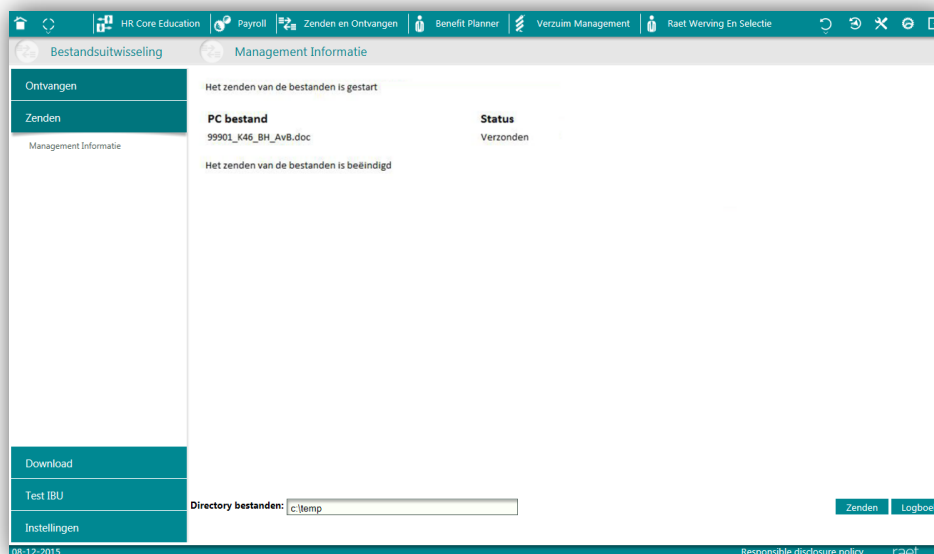 HR Core Education Payroll Zenden en Ontvangen Benefit Planner Verzuim Management Raet Werving En Selectie
Bestandsuitwisseling Management Informatie
Ontvangen
Zenden
Management Informatie
Het zenden van de bestanden is gestart
PC bestand Status
99901_K46_BH_AvB.doc Verzonden
Het zenden van de bestanden is beëindigd
Download
Test IBU
Instellingen
Directory bestanden: c:\temp
Zenden Logboe
08-12-2015 Responsible disclosure policy raet